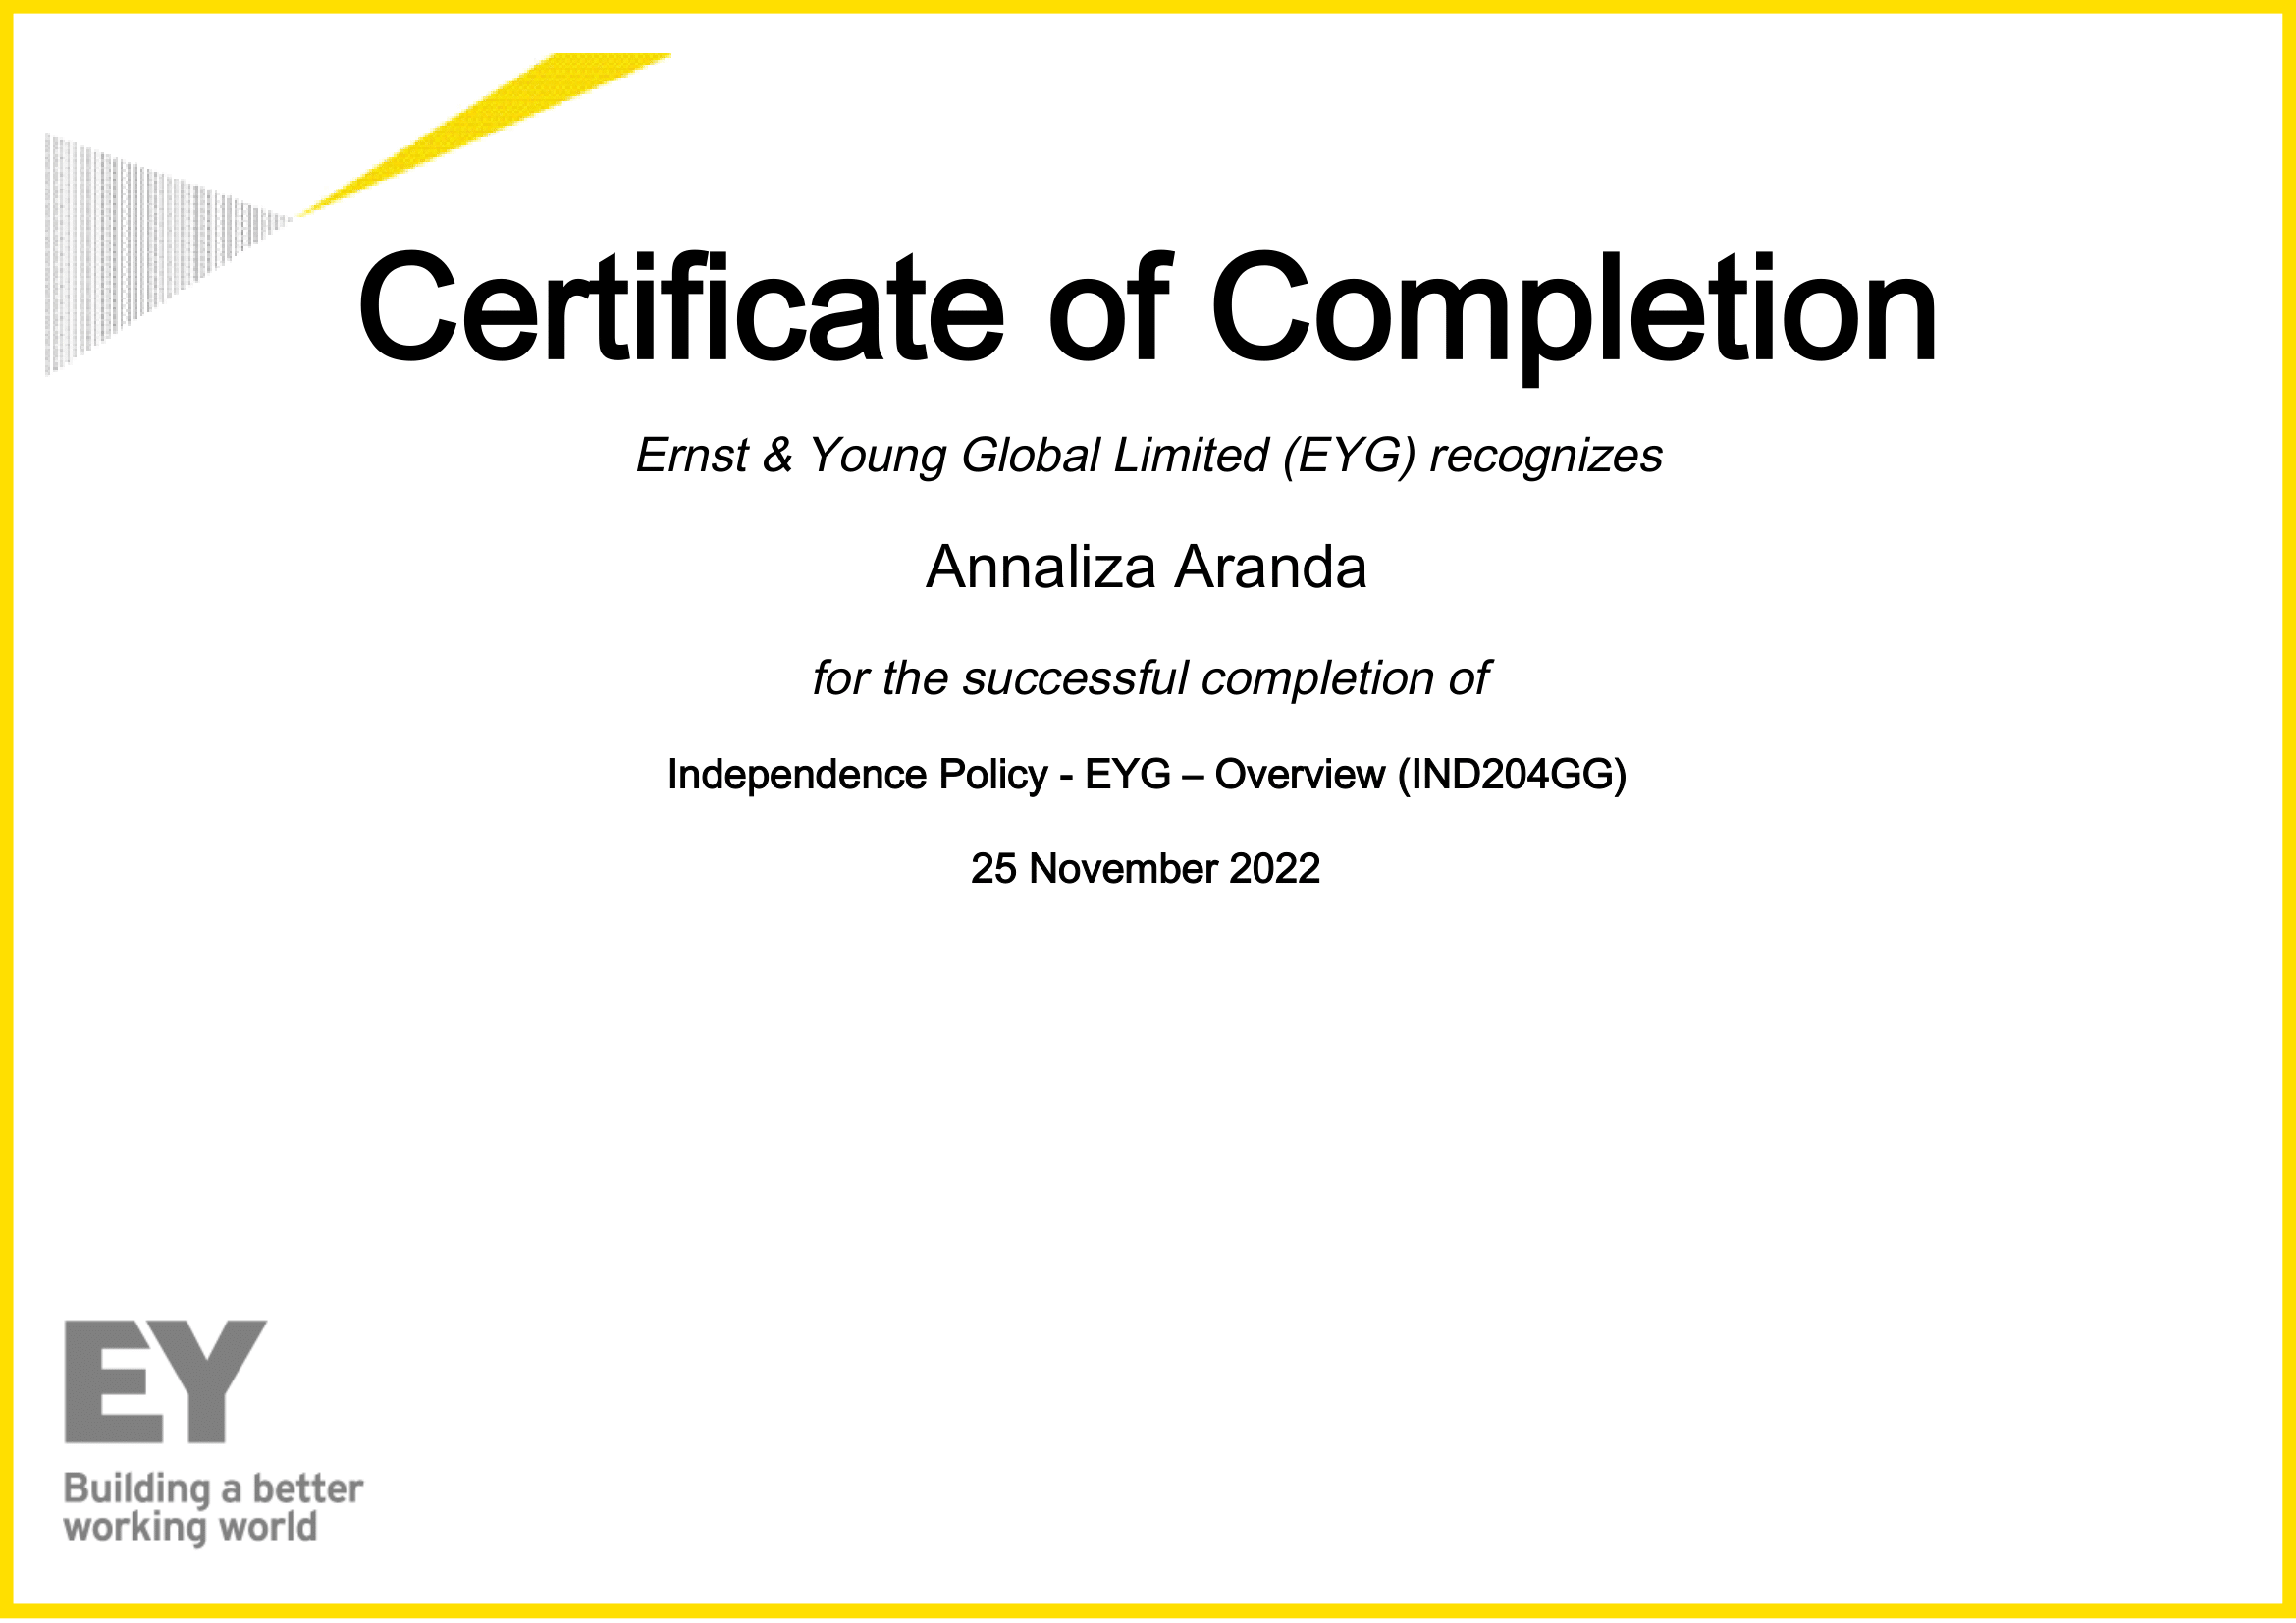 Certificate of Completion
Ernst & Young Global Limited (EYG) recognizes
Annaliza Aranda
for the successful completion of
Independence Policy - EYG – Overview (IND204GG)
25 November 2022
EY
Building a better
working world